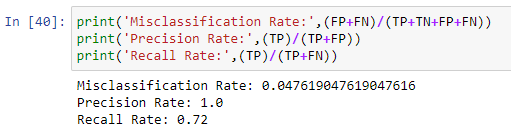 In [40]: print('Misclassification Rate:',(FP+FN)/(TP+TN+FP+FN))
print('Precision Rate:',(TP)/(TP+FP))
print('Recall Rate:',(TP)/(TP+FN))
Misclassification Rate: 0.047619047619047616
Precision Rate: 1.0
Recall Rate: 0.72